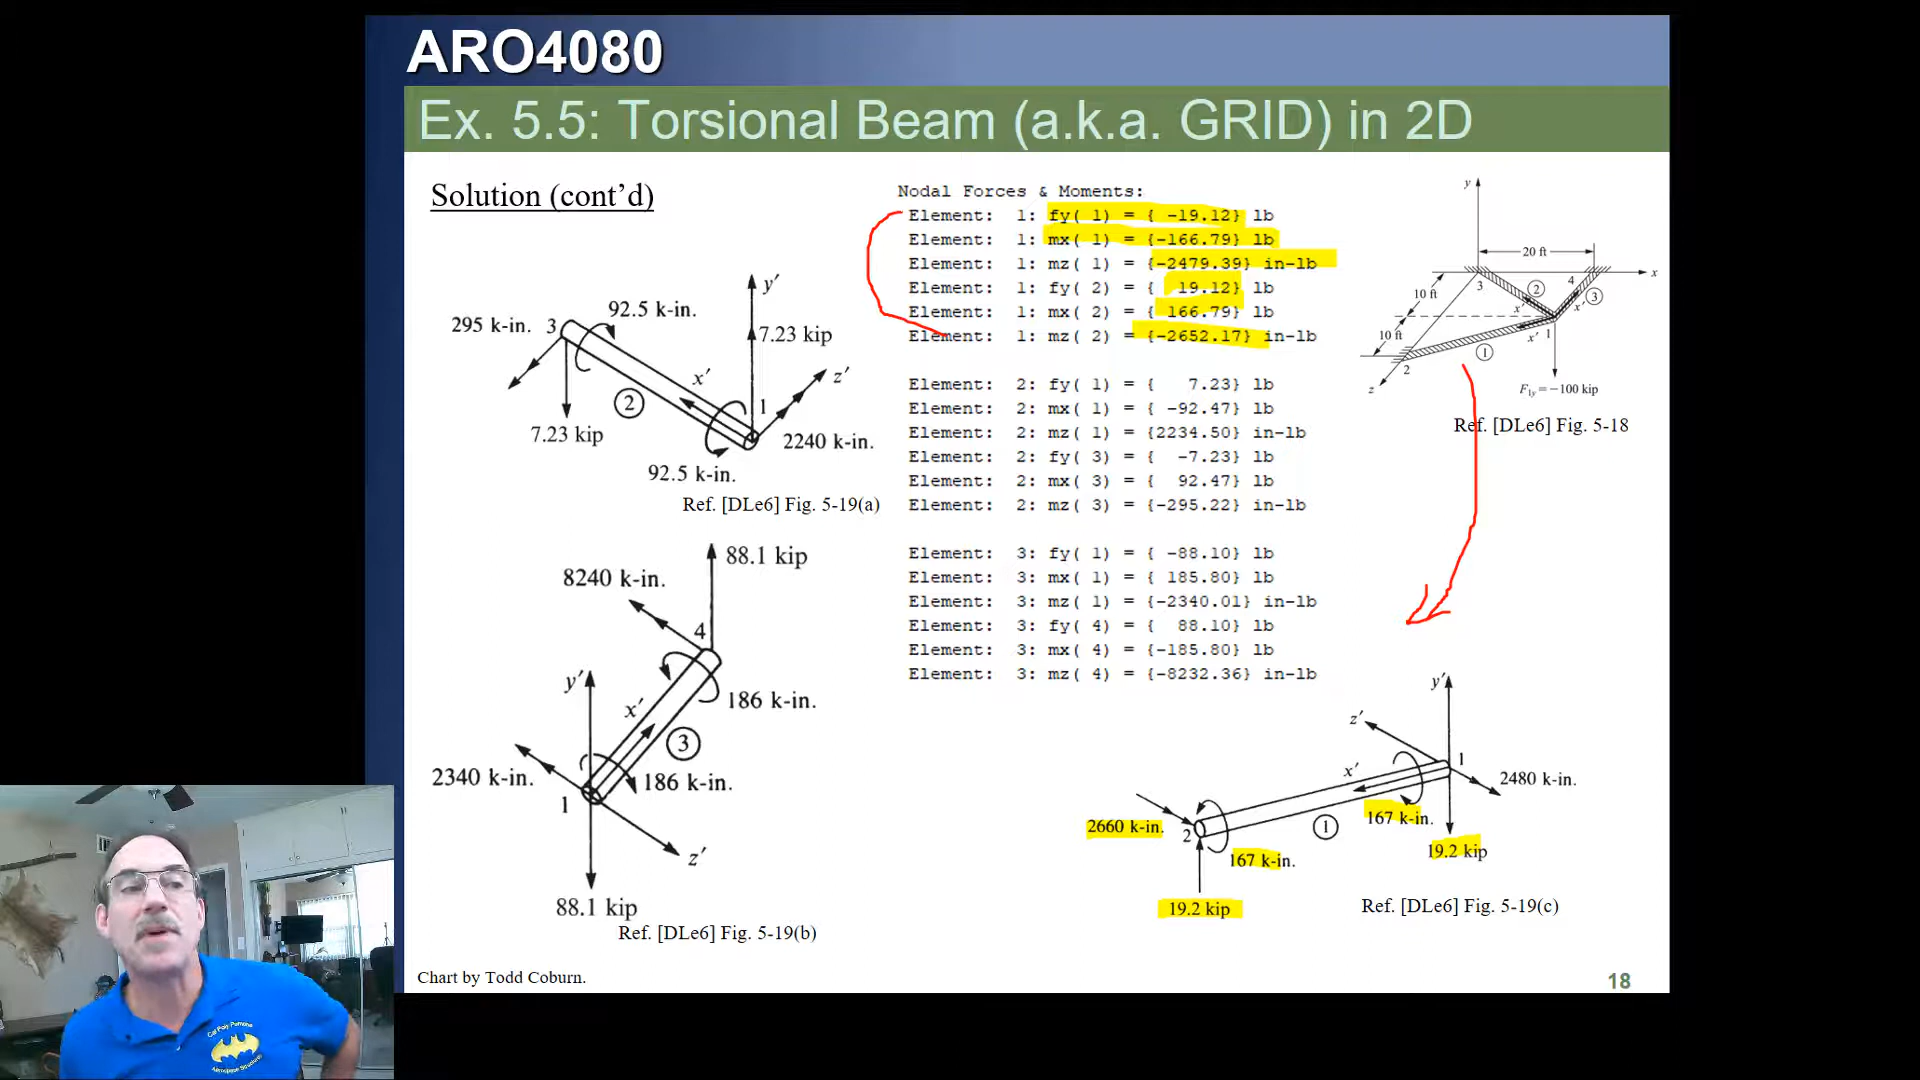 ARO4080
Ex. 5.5: Torsional Beam (a.k.a. GRID) in 2D
Solution (cont'd)
Nodal Forces & Moments:
Element: 1: fy( 1) = { -19.12} lb
Element: 1: mx( 1) = {-166.79} lb
Element: 1: mz( 1) = {-2479.39} in-lb
Element: 1: fy( 2) = { 19.12} lb
Element: 1: mx( 2) = { 166.79} lb
Element: 1: mz( 2) = {-2652.17} in-lb
Element: 2: fy( 1) = { 7.23} lb
Element: 2: mx( 1) = { -92.47} lb
Element: 2: mz( 1) = {2234.50} in-lb
Element: 2: fy( 3) = { -7.23} lb
Element: 2: mx( 3) = { 92.47} lb
Element: 2: mz( 3) = {-295.22} in-lb
Element: 3: fy( 1) = { -88.10} lb
Element: 3: mx( 1) = { 185.80} lb
Element: 3: mz( 1) = {-2340.01} in-lb
Element: 3: fy( 4) = { 88.10} lb
Element: 3: mx( 4) = {-185.80} lb
Element: 3: mz( 4) = {-8232.36} in-lb
y
20 ft
x
3
2
4
3
10 ft
x'
x'
10 ft
x'
1
1
2
z
F1y = −100 kip
Ref. [DLe6] Fig. 5-18
y'
92.5 k-in.
295 k-in.
3
7.23 kip
z'
x'
2
1
7.23 kip
2240 k-in.
92.5 k-in.
Ref. [DLe6] Fig. 5-19(a)
88.1 kip
8240 k-in.
4
y'
186 k-in.
x'
3
2340 k-in.
186 k-in.
1
z'
88.1 kip
Ref. [DLe6] Fig. 5-19(b)
y'
z'
1
x'
2480 k-in.
2660 k-in.
2
1
167 k-in.
167 k-in.
19.2 kip
19.2 kip
Ref. [DLe6] Fig. 5-19(c)
Chart by Todd Coburn.
18
Cal Poly Pomona
Aerospace Structures